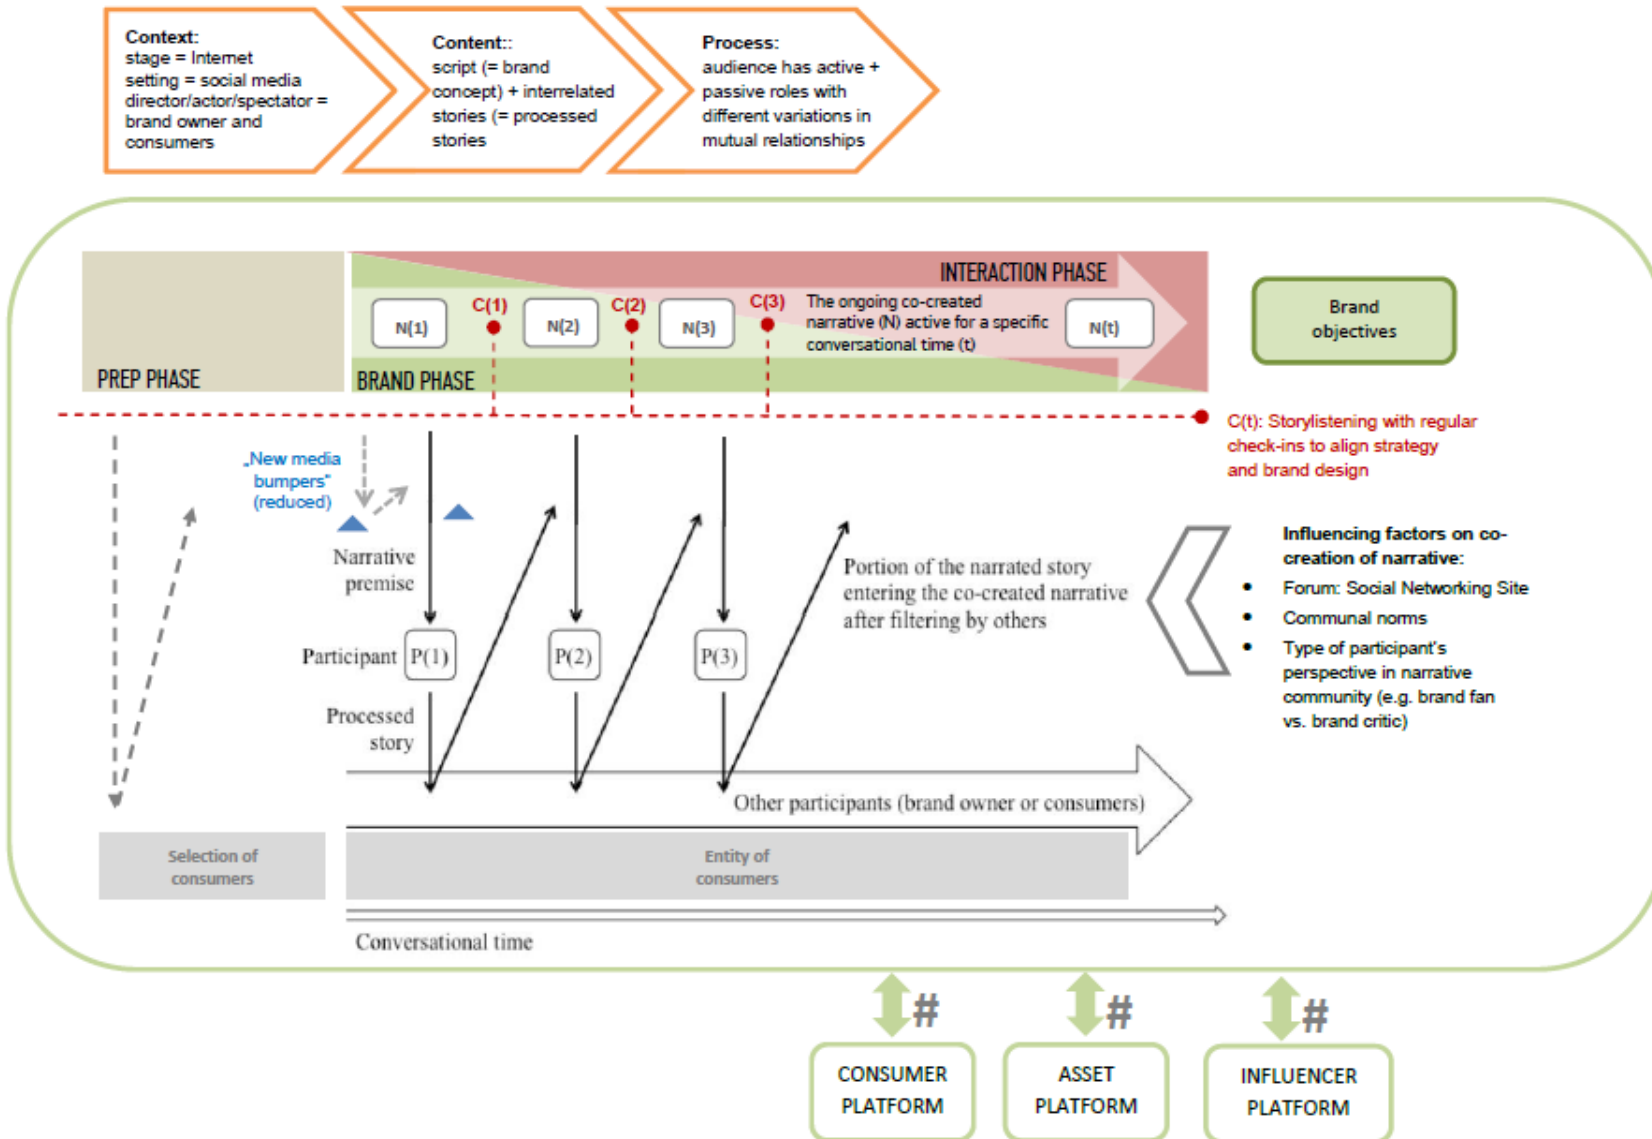 Context:
stage = Internet
setting = social media
director/actor/spectator =
brand owner and
consumers
Content::
script (= brand
concept) + interrelated
stories (= processed
stories
Process:
audience has active +
passive roles with
different variations in
mutual relationships
INTERACTION PHASE
N(1)
C(1)
N(2)
C(2)
N(3)
C(3)
The ongoing co-created
narrative (N) active for a specific
conversational time (t)
N(t)
Brand
objectives
PREP PHASE
BRAND PHASE
C(t): Storylistening with regular
check-ins to align strategy
and brand design
„New media
bumpers"
(reduced)
Narrative
premise
Portion of the narrated story
entering the co-created narrative
after filtering by others
Influencing factors on co-
creation of narrative:
• Forum: Social Networking Site
• Communal norms
• Type of participant's
perspective in narrative
community (e.g. brand fan
vs. brand critic)
Participant
P(1)
P(2)
P(3)
Processed
story
Other participants (brand owner or consumers)
Selection of
consumers
Entity of
consumers
Conversational time
#
#
#
CONSUMER
PLATFORM
ASSET
PLATFORM
INFLUENCER
PLATFORM